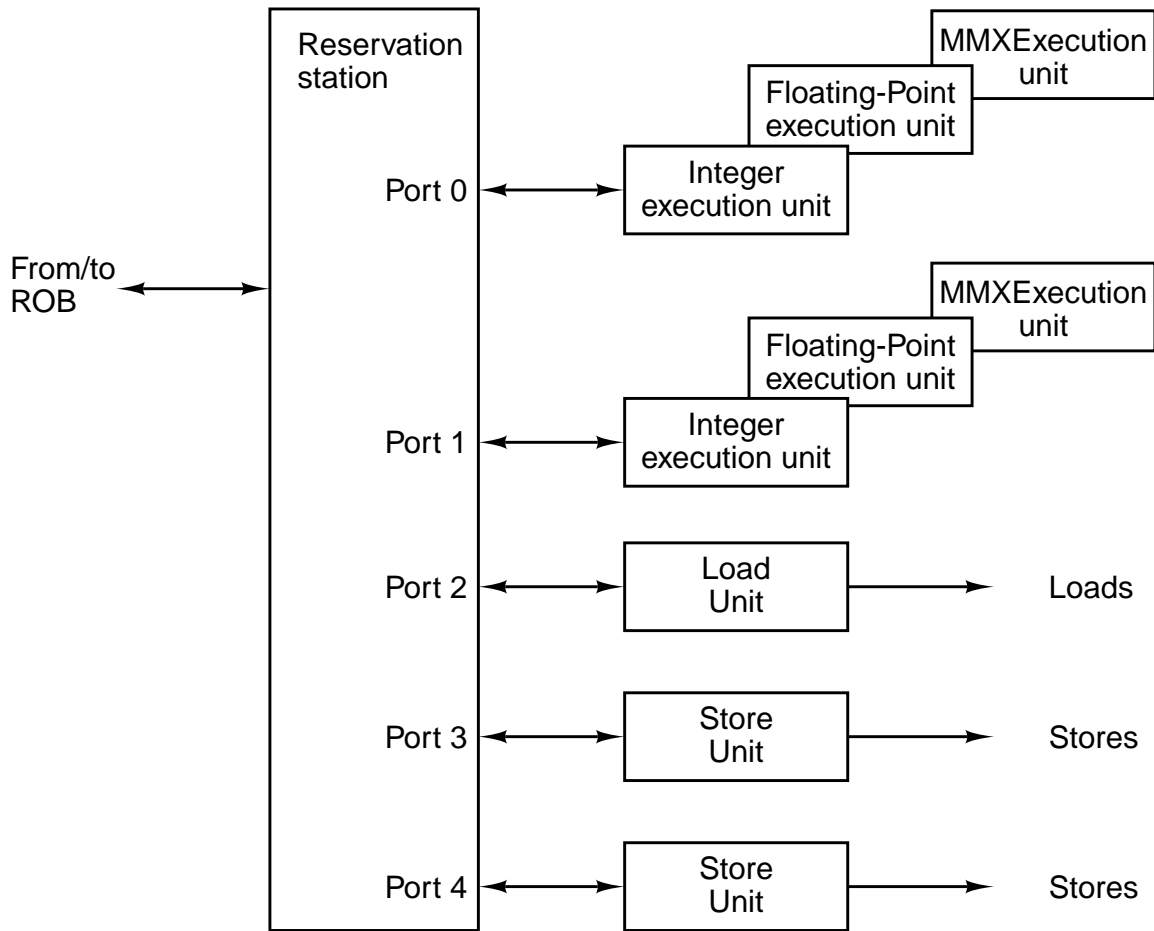 Reservation
station
MMXExecution
unit
Floating-Point
execution unit
Integer
execution unit
Port 0
From/to
ROB
MMXExecution
unit
Floating-Point
execution unit
Integer
execution unit
Port 1
Port 2
Load
Unit
Loads
Port 3
Store
Unit
Stores
Port 4
Store
Unit
Stores